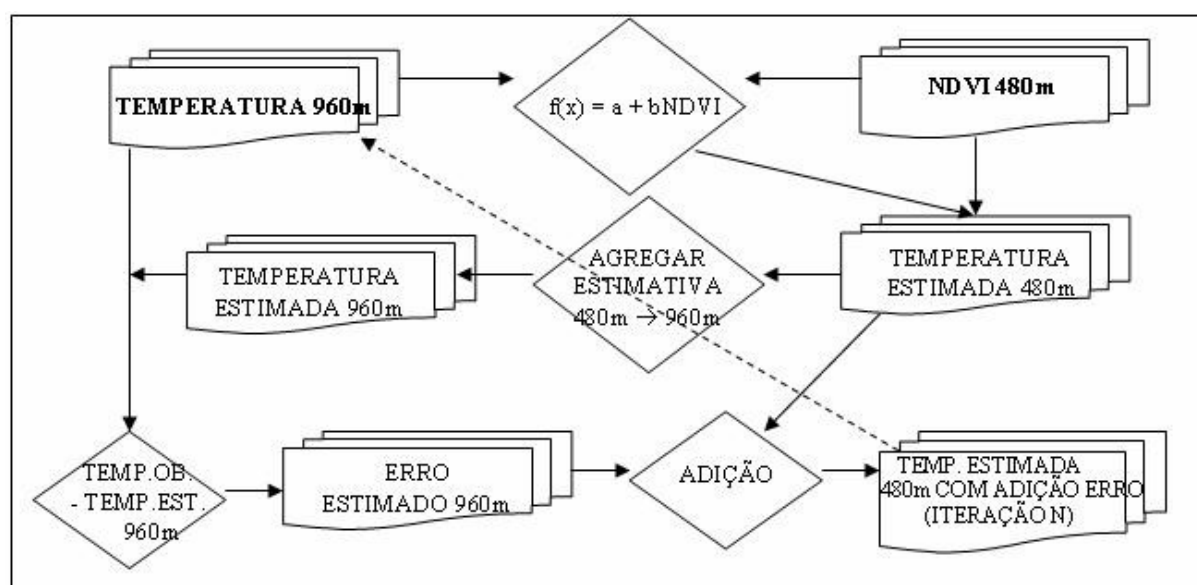 TEMPERATURA 960m
f(x) = a + bNDVI
NDVI 480m
TEMPERATURA
ESTIMADA 960m
AGREGAR
ESTIMATIVA
480m → 960m
TEMPERATURA
ESTIMADA 480m
TEMP.OB.
- TEMP.EST.
960m
ERRO
ESTIMADO 960m
ADIÇÃO
TEMP. ESTIMADA
480m COM ADIÇÃO ERRO
(ITERAÇÃO N)